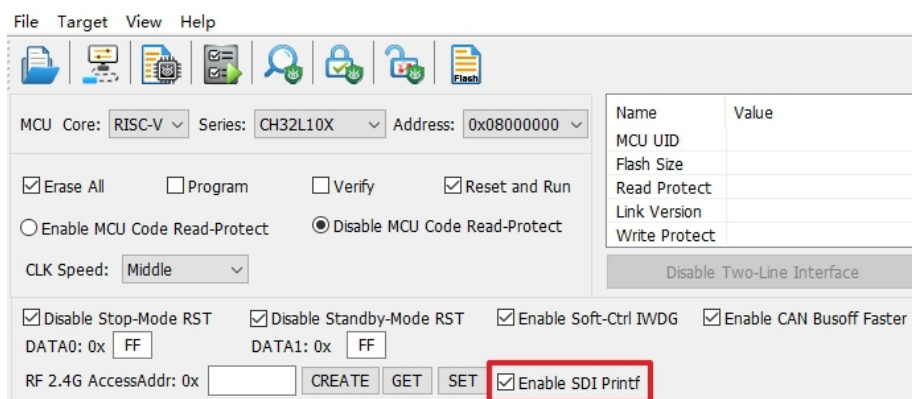 File Target View Help
Flash
MCU Core: RISC-V Series: CH32L10X Address: 0x08000000
Name Value
MCU UID
Flash Size
Read Protect
Link Version
Write Protect
Erase All Program Verify Reset and Run
Enable MCU Code Read-Protect Disable MCU Code Read-Protect
CLK Speed: Middle
Disable Two-Line Interface
Disable Stop-Mode RST Disable Standby-Mode RST Enable Soft-Ctrl IWDG Enable CAN Busoff Faster
DATA0: 0x FF DATA1: 0x FF
RF 2.4G AccessAddr: 0x CREATE GET SET Enable SDI Printf